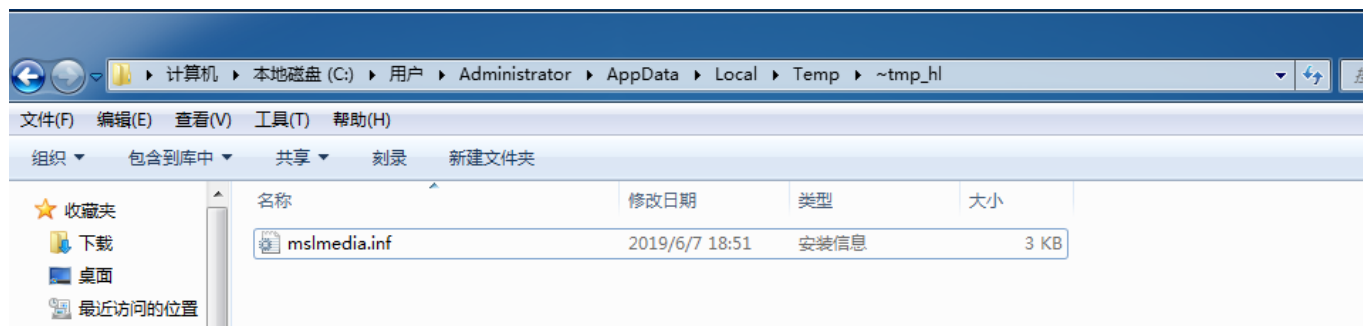 计算机 ▸ 本地磁盘 (C:) ▸ 用户 ▸ Administrator ▸ AppData ▸ Local ▸ Temp ▸ ~tmp_hl
文件(F) 编辑(E) 查看(V) 工具(T) 帮助(H)
组织 包含到库中 共享 刻录 新建文件夹
收藏夹
下载
桌面
最近访问的位置
名称 修改日期 类型 大小
mslmedia.inf 2019/6/7 18:51 安装信息 3 KB